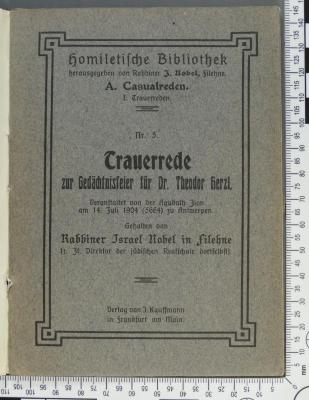 Homiletische Bibliothek
herausgegeben von Rabbiner J. Nobel, Filehne.
A. Casualreden.
I. Trauerreden.
Nr. 5.
Trauerrede
zur Gedächtnisfeier für Dr. Theodor Herzl.
Veranstaltet von der Agudath Zion
am 14. Juli 1904 (5664) zu Antwerpen.
Gehalten von
Rabbiner Israel Nobel in Filehne
(z. Zt. Direktor der jüdischen Realschule dortselbst).
Verlag von J. Kauffmann
in Frankfurt am Main.